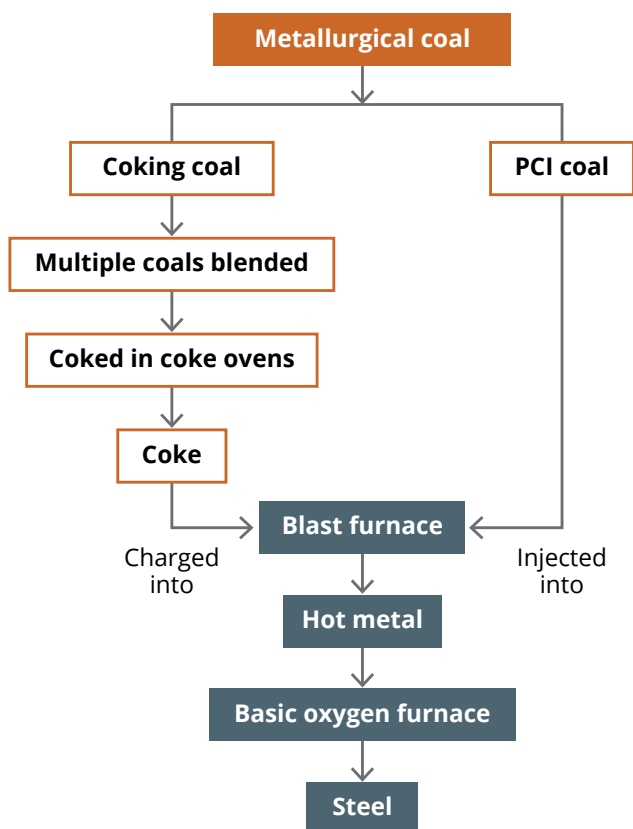 Metallurgical coal
Coking coal
PCI coal
Multiple coals blended
Coked in coke ovens
Coke
Blast furnace
Charged
into
Injected
into
Hot metal
Basic oxygen furnace
Steel